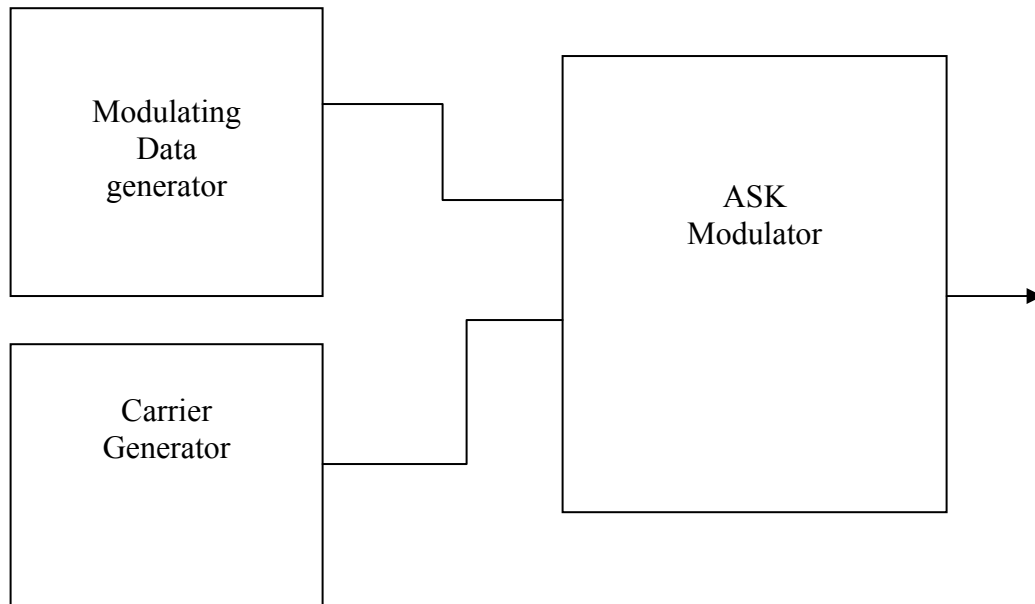 Modulating
Data
generator
ASK
Modulator
Carrier
Generator